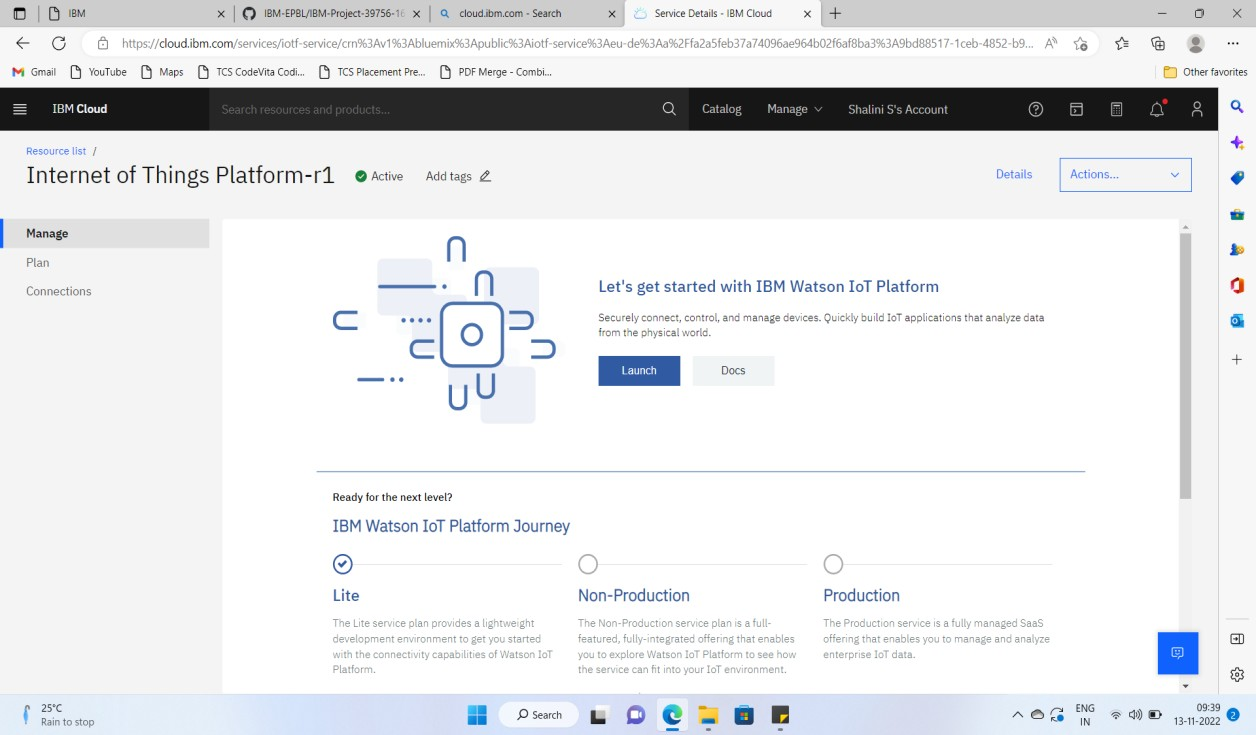 IBM
IBM-EPBL/IBM-Project-39756-16
cloud.ibm.com - Search
Service Details - IBM Cloud
https://cloud.ibm.com/services/iotf-service/crn%3Av1%3Abluemix%3Apublic%3Aiotf-service%3Aeu-de%3Aa%2Ffa2a5feb37a74096ae964b02f6af8ba3%3A9bd88517-1ceb-4852-b9...
Gmail
YouTube
Maps
TCS CodeVita Codi...
TCS Placement Pre...
PDF Merge - Combi...
Other favorites
IBM Cloud
Search resources and products...
Catalog
Manage
Shalini S's Account
Resource list /
Internet of Things Platform-r1
Active
Add tags
Details
Actions...
Manage
Plan
Connections
Let's get started with IBM Watson IoT Platform
Securely connect, control, and manage devices. Quickly build IoT applications that analyze data
from the physical world.
Launch
Docs
Ready for the next level?
IBM Watson IoT Platform Journey
Lite
The Lite service plan provides a lightweight
development environment to get you started
with the connectivity capabilities of Watson IoT
Platform.
Non-Production
The Non-Production service plan is a full-
featured, fully-integrated offering that enables
you to explore Watson IoT Platform to see how
the service can fit into your IoT environment.
Production
The Production service is a fully managed SaaS
offering that enables you to manage and analyze
enterprise IoT data.
25°C
Rain to stop
Search
ENG
IN
09:39
13-11-2022
2